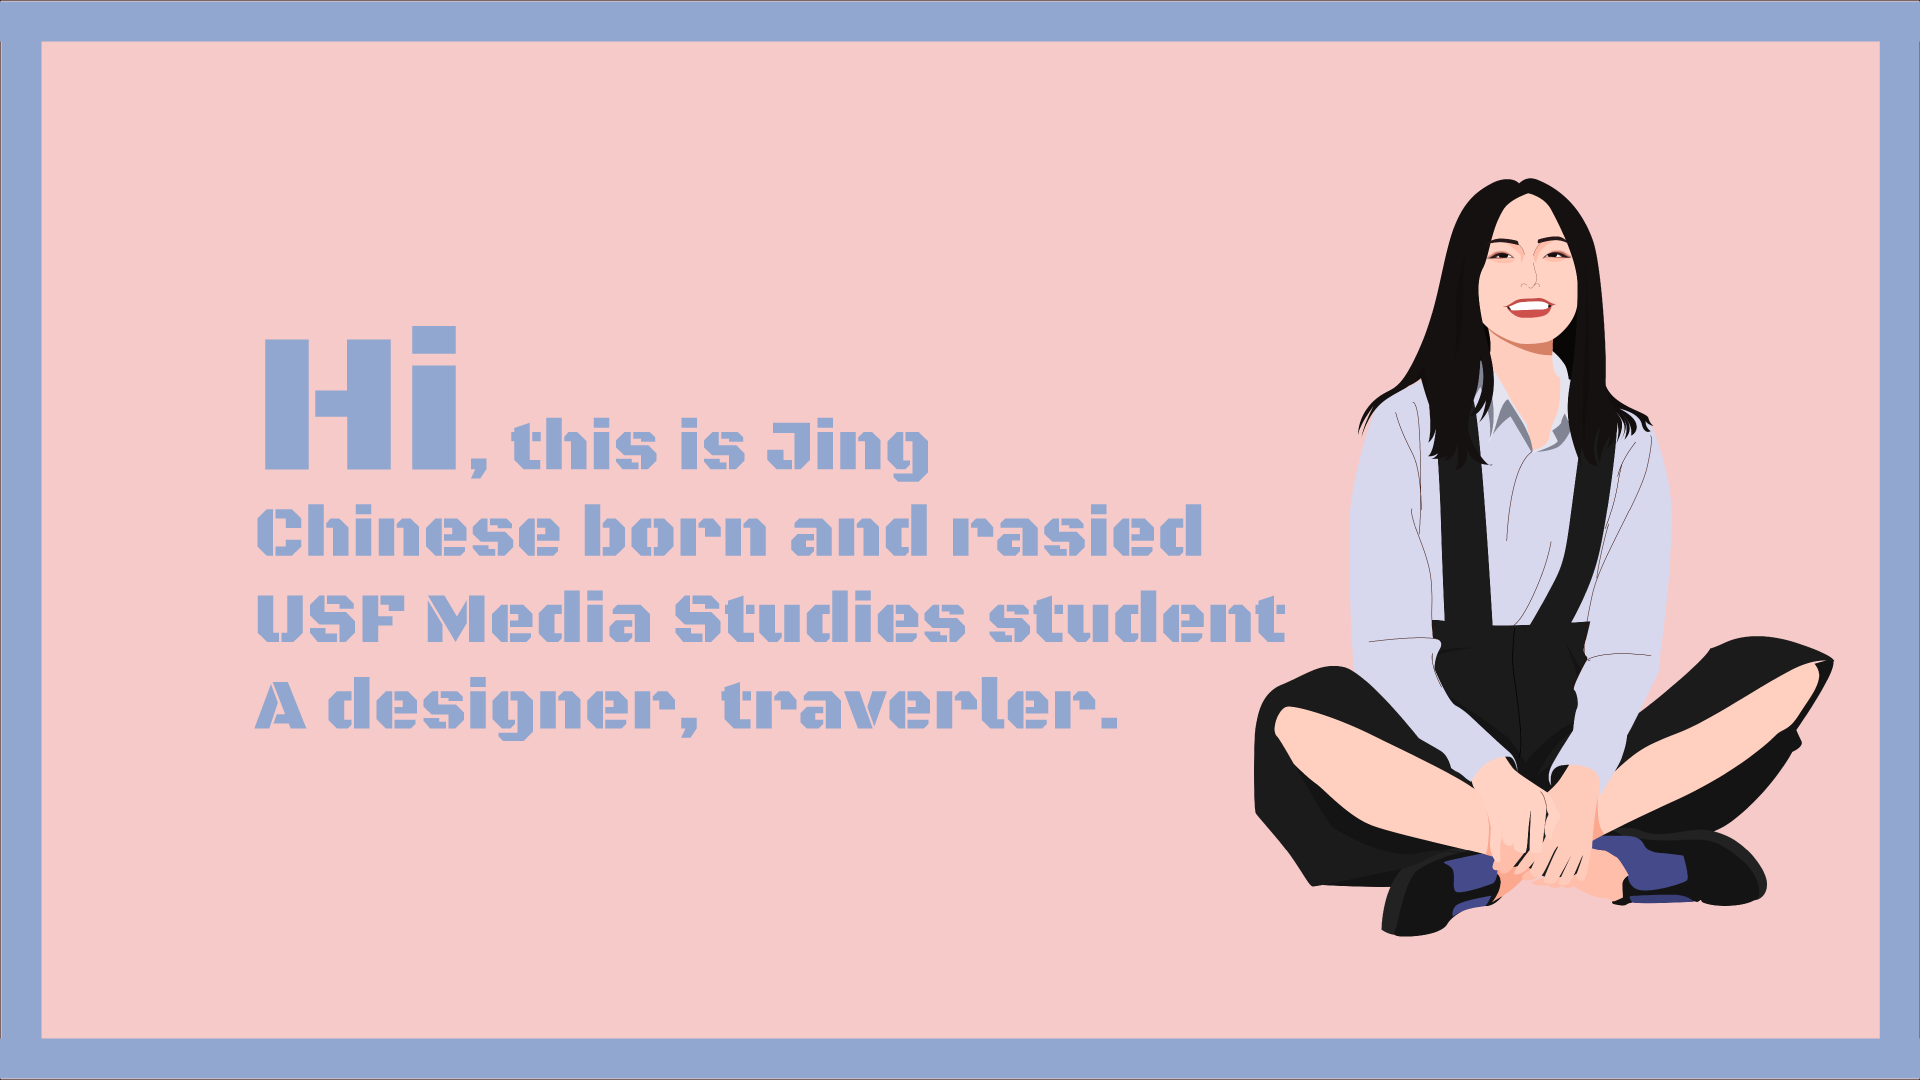 Hi, this is Jing
Chinese born and rasied
USF Media Studies student
A designer, traverler.